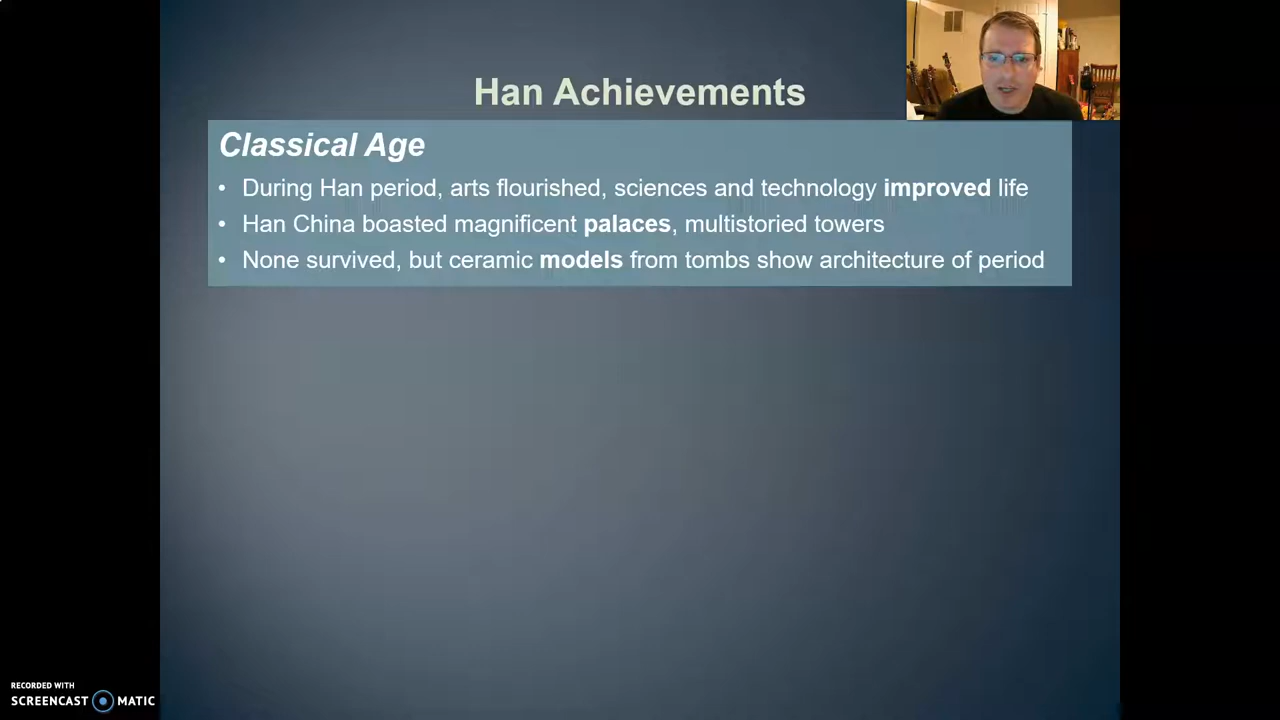 Han Achievements
Classical Age
• During Han period, arts flourished, sciences and technology improved life
• Han China boasted magnificent palaces, multistoried towers
• None survived, but ceramic models from tombs show architecture of period
RECORDED WITH
SCREENCAST MATIC